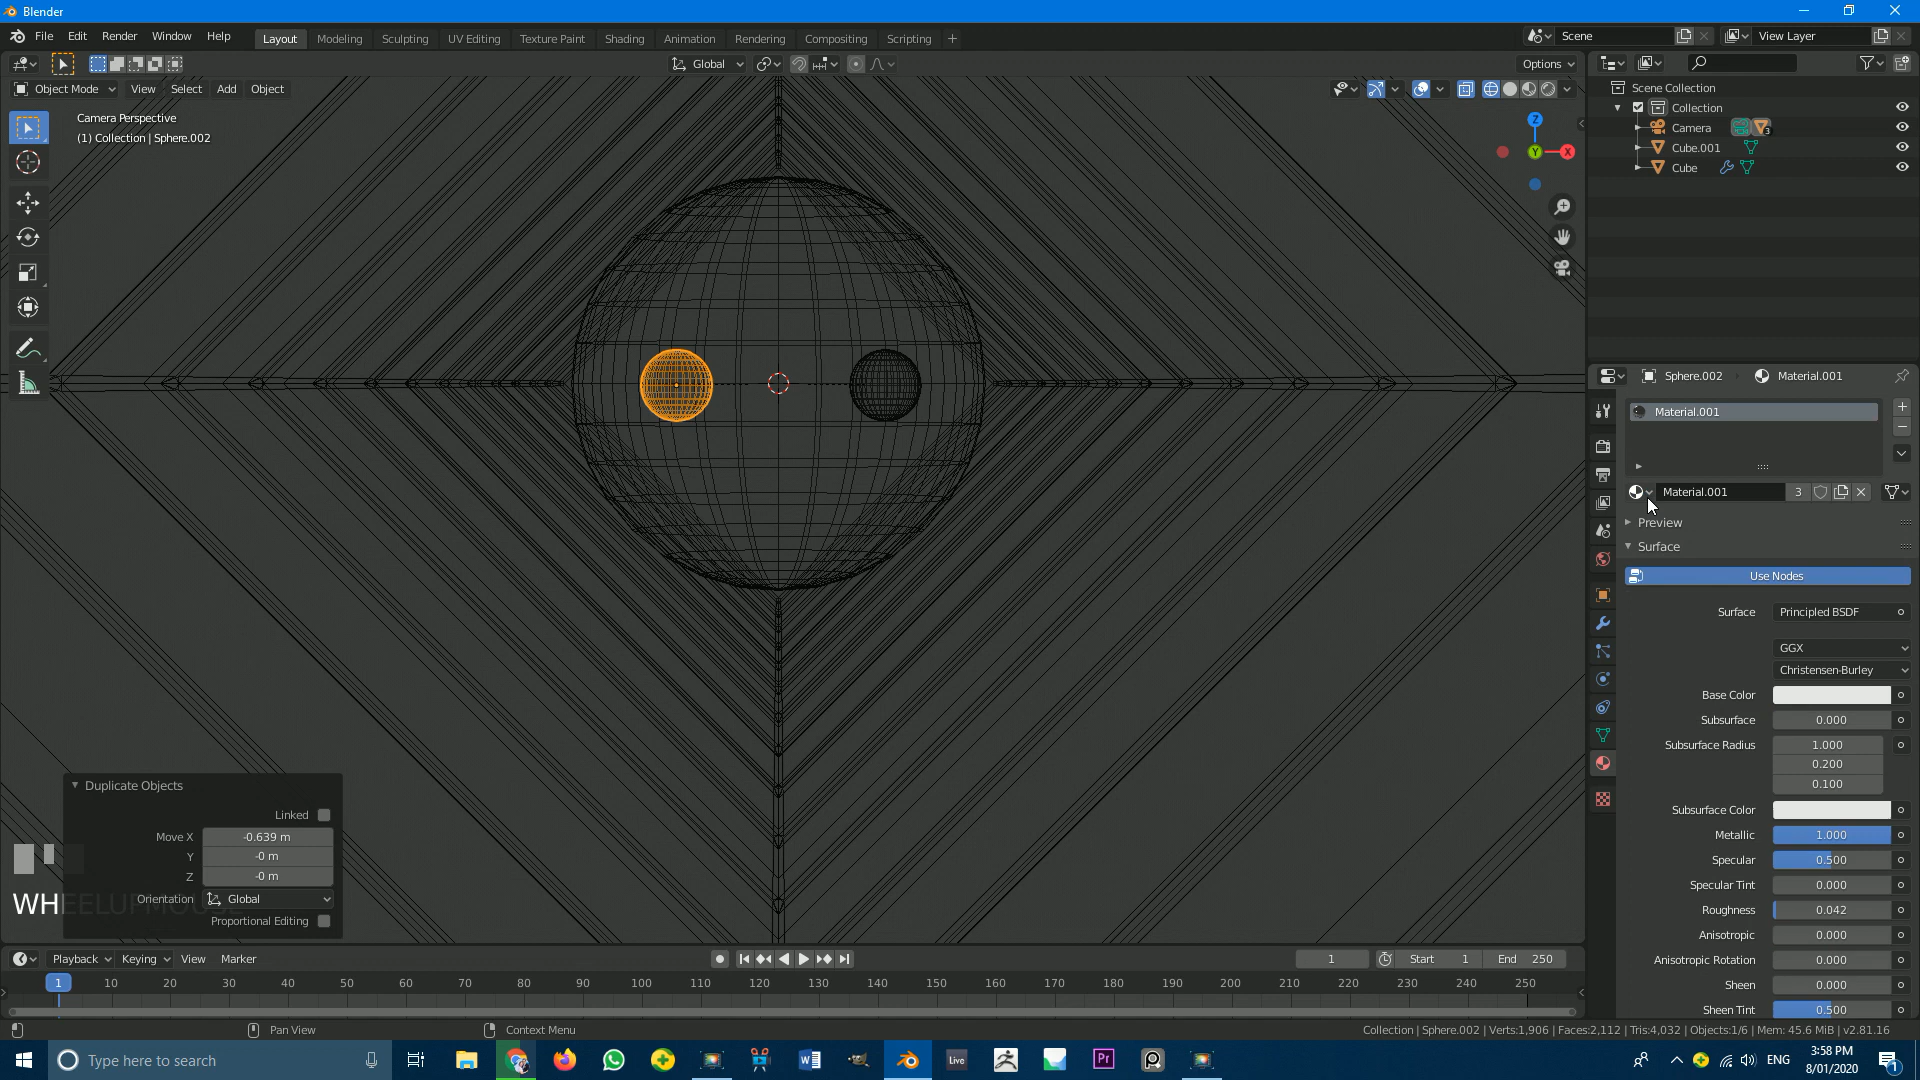 Blender
File Edit Render Window Help
Layout Modeling Sculpting UV Editing Texture Paint Shading Animation Rendering Compositing Scripting +
Scene
View Layer
Global
Options
Object Mode View Select Add Object
Camera Perspective
(1) Collection | Sphere.002
Z
Y
X
Scene Collection
Collection
Camera 3
Cube.001
Cube
Sphere.002 Material.001
Material.001
Material.001 3
Preview
Surface
Use Nodes
Surface Principled BSDF
GGX
Christensen-Burley
Base Color
Subsurface 0.000
Subsurface Radius 1.000
0.200
0.100
Subsurface Color
Metallic 1.000
Specular 0.500
Specular Tint 0.000
Roughness 0.042
Anisotropic 0.000
Anisotropic Rotation 0.000
Sheen 0.000
Sheen Tint 0.500
Duplicate Objects
Linked
Move X -0.639 m
Y -0 m
Z -0 m
Orientation Global
Proportional Editing
WHEELUPMOUSE
Playback Keying View Marker
1 Start 1 End 250
1 10 20 30 40 50 60 70 80 90 100 110 120 130 140 150 160 170 180 190 200 210 220 230 240 250
Pan View Context Menu
Collection | Sphere.002 | Verts:1,906 | Faces:2,112 | Tris:4,032 | Objects:1/6 | Mem: 45.6 MiB | v2.81.16
Type here to search
Live
Pr
ENG
3:58 PM
8/01/2020
1